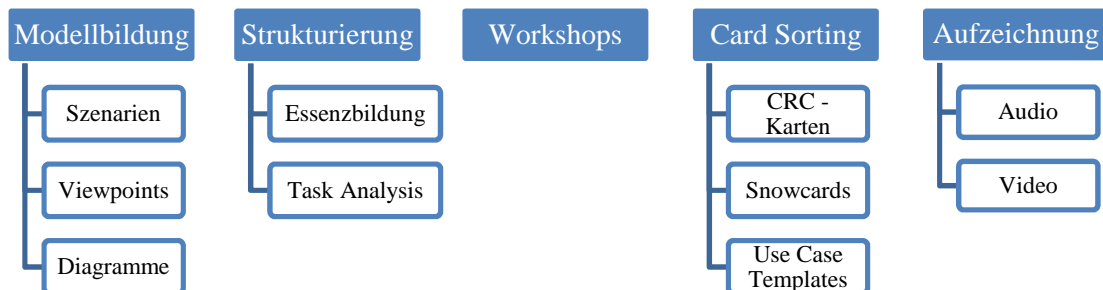 Modellbildung
Szenarien
Viewpoints
Diagramme
Strukturierung
Essenzbildung
Task Analysis
Workshops
Card Sorting
CRC -
Karten
Snowcards
Use Case
Templates
Aufzeichnung
Audio
Video